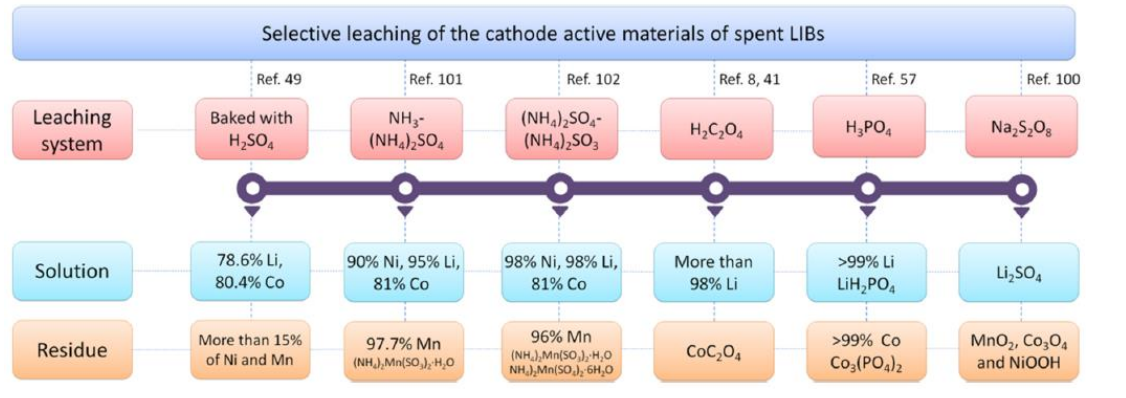 Selective leaching of the cathode active materials of spent LIBs
Ref. 49
Ref. 101
Ref. 102
Ref. 8, 41
Ref. 57
Ref. 100
Leaching
system
Baked with
H₂SO₄
NH₃-
(NH₄)₂SO₄
(NH₄)₂SO₄-
(NH₄)₂SO₃
H₂C₂O₄
H₃PO₄
Na₂S₂O₈
Solution
78.6% Li,
80.4% Co
90% Ni, 95% Li,
81% Co
98% Ni, 98% Li,
81% Co
More than
98% Li
>99% Li
LiH₂PO₄
Li₂SO₄
Residue
More than 15%
of Ni and Mn
97.7% Mn
(NH₄)₂Mn(SO₃)₂·H₂O
96% Mn
(NH₄)₂Mn(SO₃)₂·H₂O
NH₄)₂Mn(SO₄)₂·6H₂O
CoC₂O₄
>99% Co
Co₃(PO₄)₂
MnO₂, Co₃O₄
and NiOOH